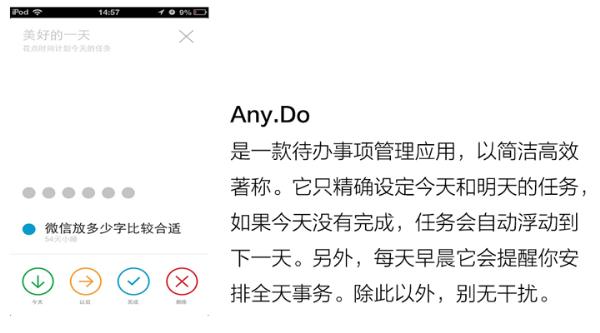 iPod 14:57 9%
美好的一天
花点时间计划今天的任务
微信放多少字比较合适
今天 以后 完成 删除
Any.Do
是一款待办事项管理应用，以简洁高效
著称。它只精确设定今天和明天的任务，
如果今天没有完成，任务会自动浮动到
下一天。另外，每天早晨它会提醒你安
排全天事务。除此以外，别无干扰。